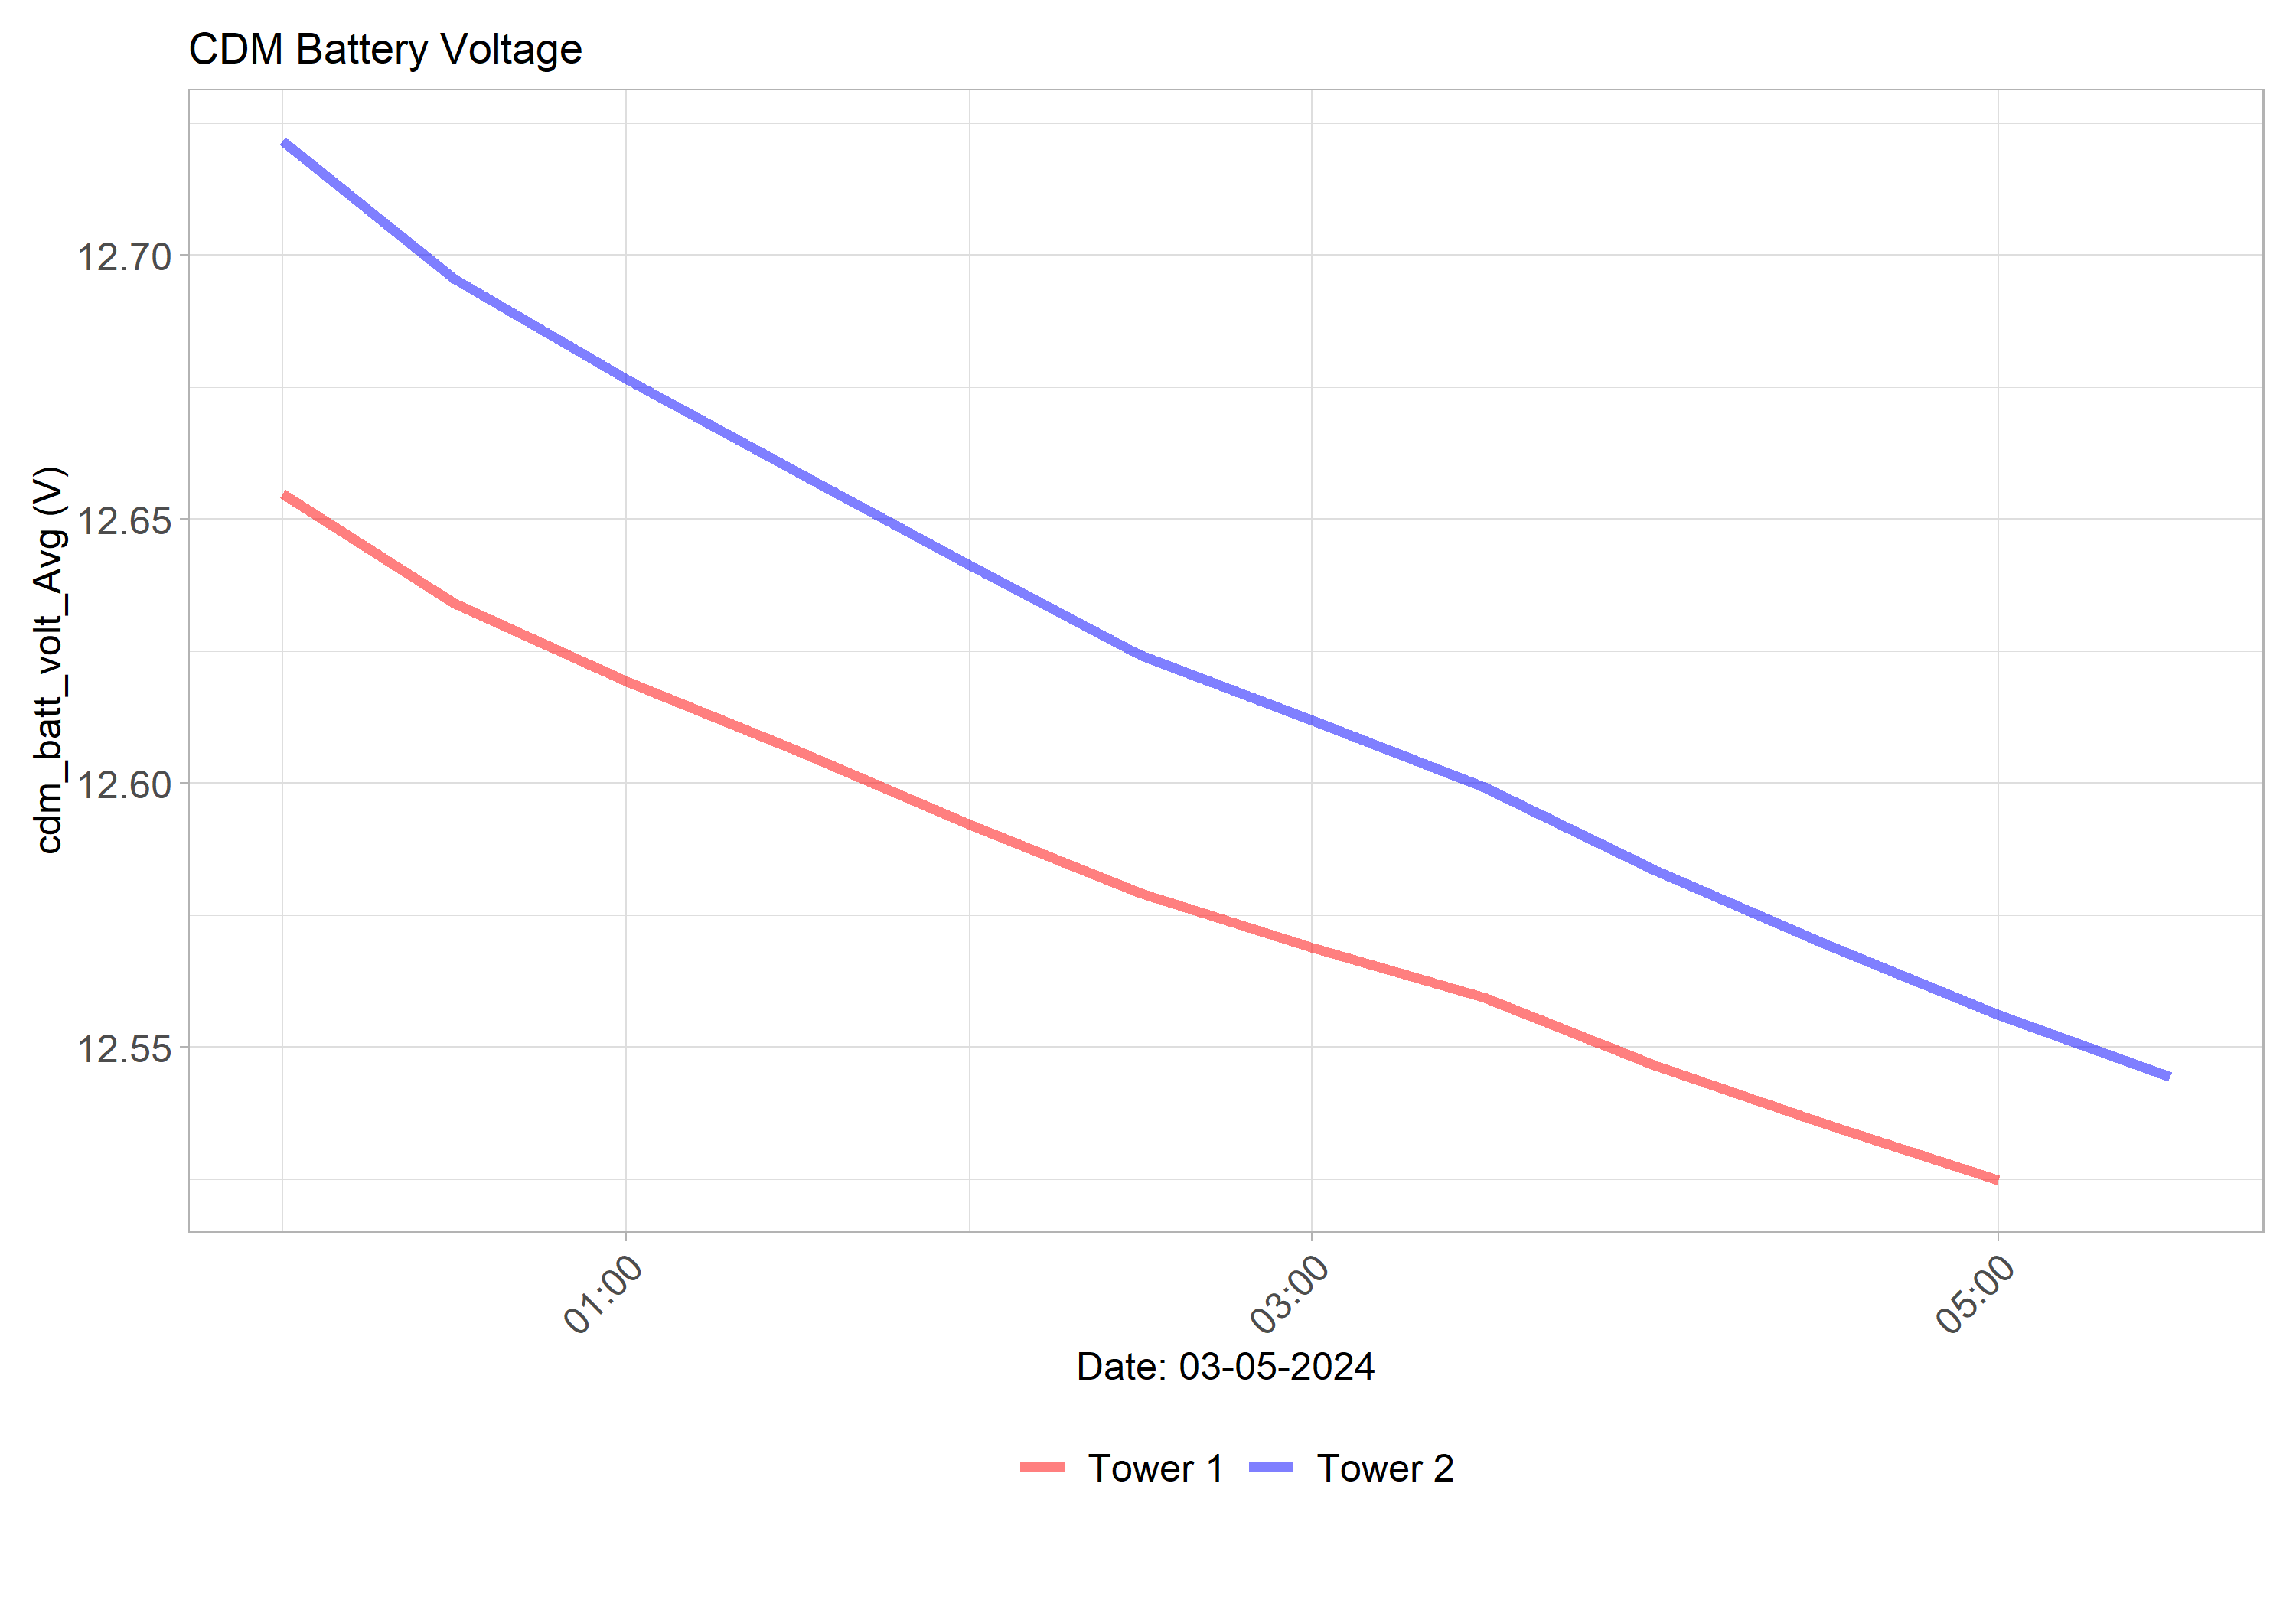 CDM Battery Voltage
cdm_batt_volt_Avg (V)
12.70
12.65
12.60
12.55
01:00
03:00
05:00
Date: 03-05-2024
Tower 1
Tower 2